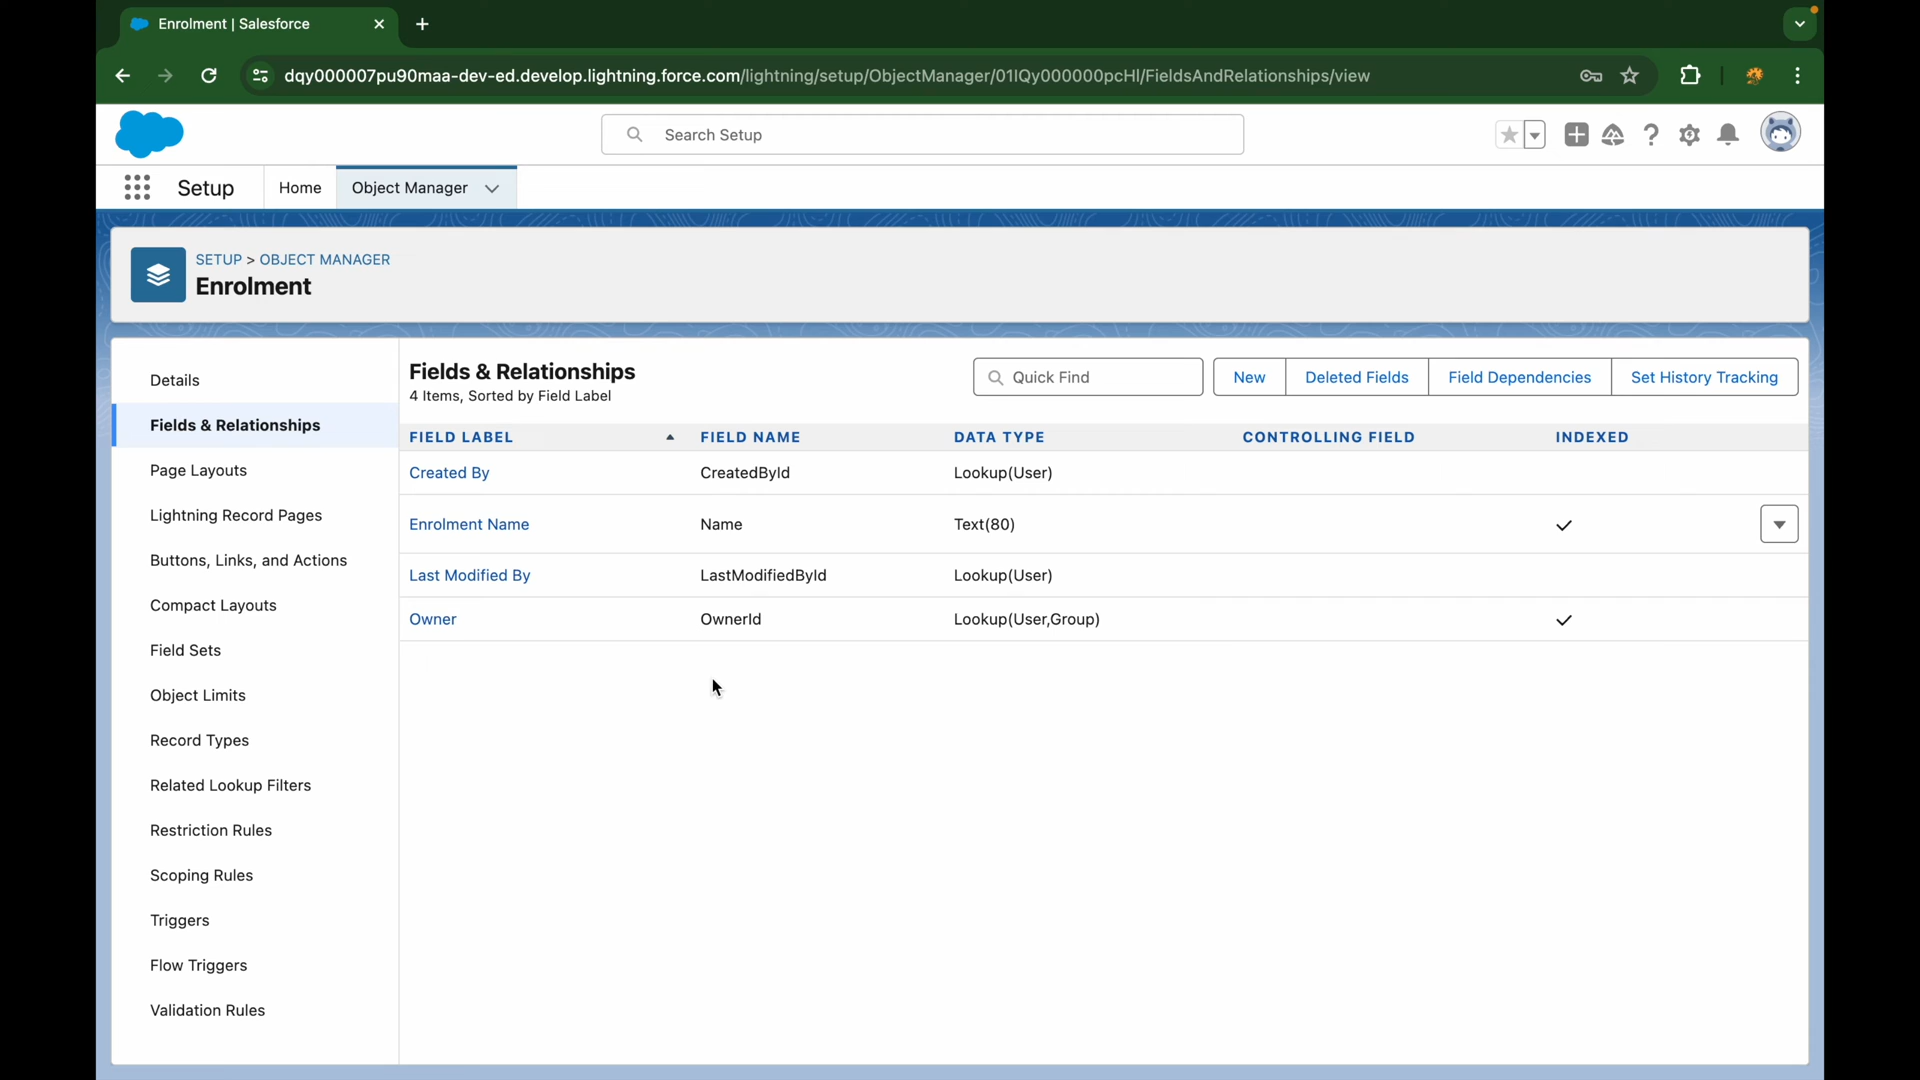 Enrolment | Salesforce
dqy000007pu90maa-dev-ed.develop.lightning.force.com/lightning/setup/ObjectManager/01IQy000000pcHl/FieldsAndRelationships/view
Search Setup
Setup
Home
Object Manager
SETUP > OBJECT MANAGER
Enrolment
Details
Fields & Relationships
Page Layouts
Lightning Record Pages
Buttons, Links, and Actions
Compact Layouts
Field Sets
Object Limits
Record Types
Related Lookup Filters
Restriction Rules
Scoping Rules
Triggers
Flow Triggers
Validation Rules
Fields & Relationships
4 Items, Sorted by Field Label
Quick Find
New
Deleted Fields
Field Dependencies
Set History Tracking
FIELD LABEL FIELD NAME DATA TYPE CONTROLLING FIELD INDEXED
Created By CreatedById Lookup(User)
Enrolment Name Name Text(80)
Last Modified By LastModifiedById Lookup(User)
Owner OwnerId Lookup(User,Group)